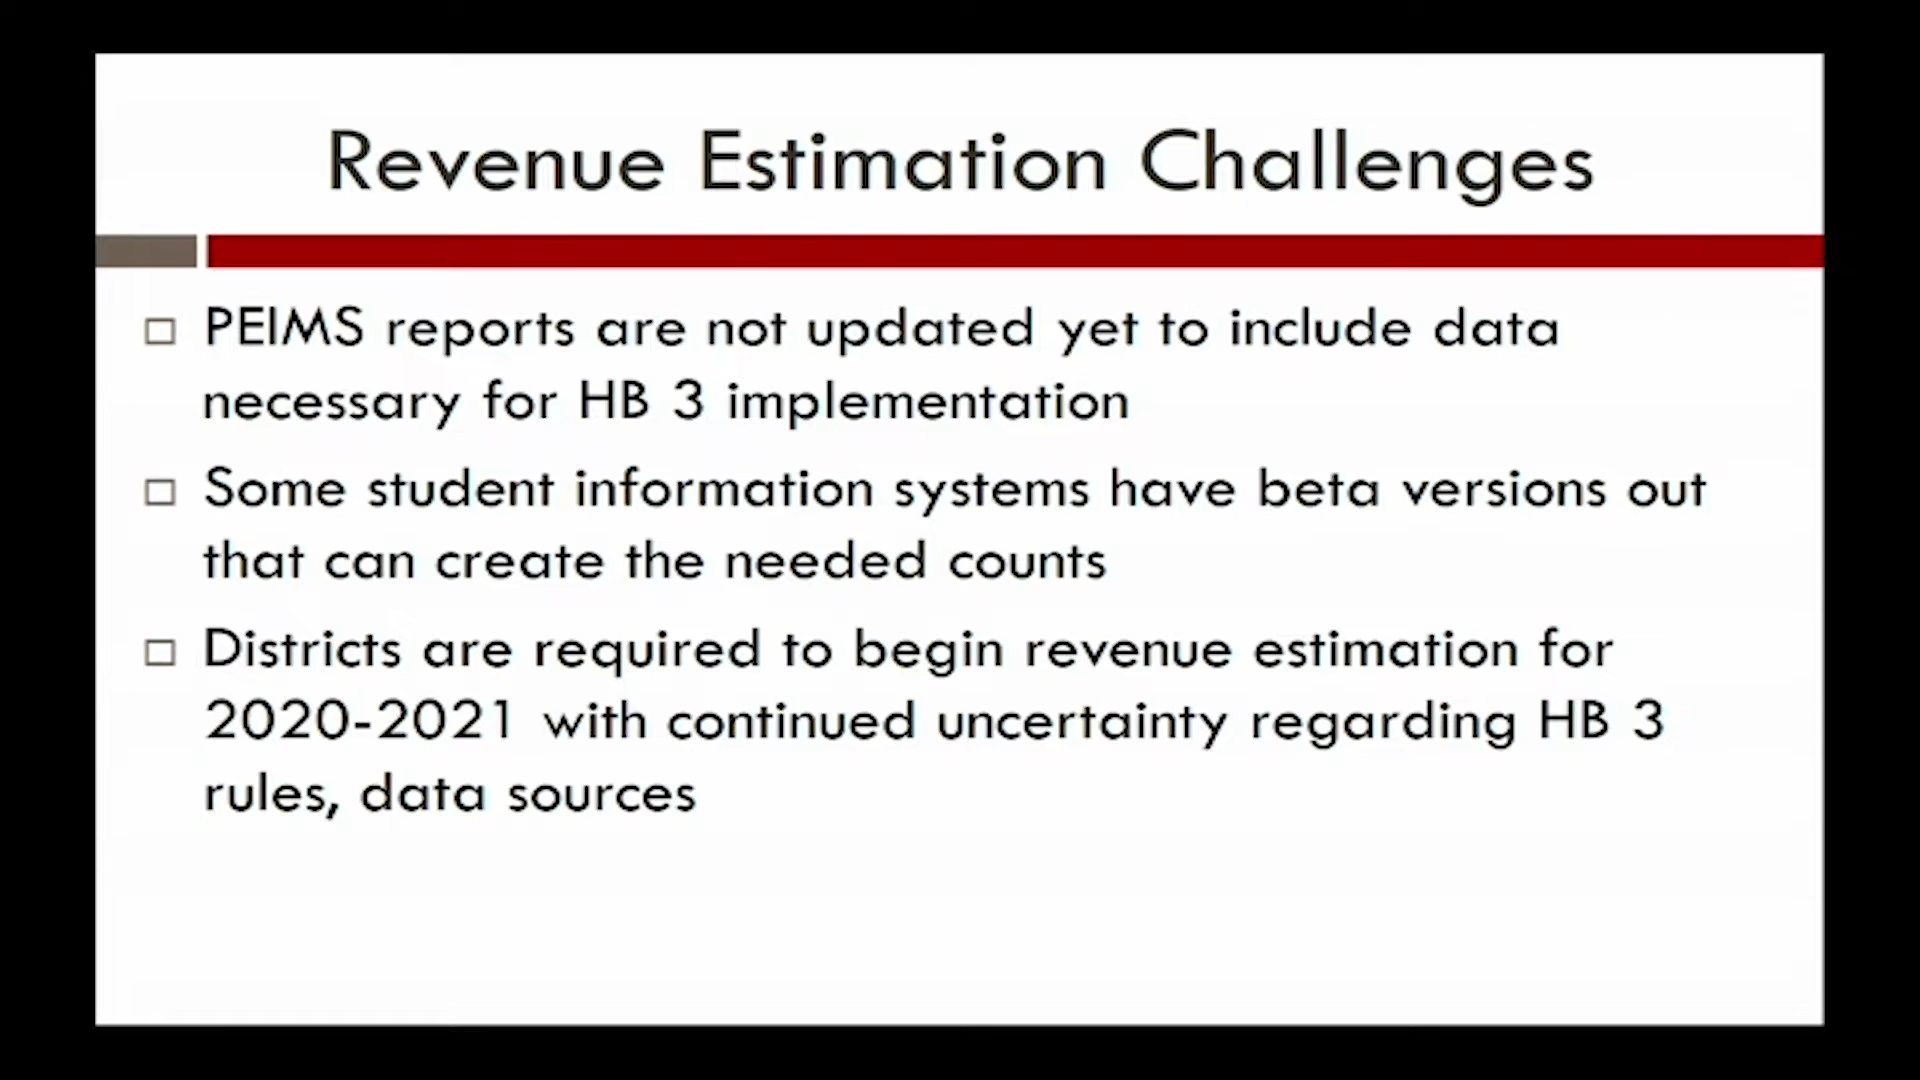 Revenue Estimation Challenges
PEIMS reports are not updated yet to include data
necessary for HB 3 implementation
Some student information systems have beta versions out
that can create the needed counts
Districts are required to begin revenue estimation for
2020-2021 with continued uncertainty regarding HB 3
rules, data sources